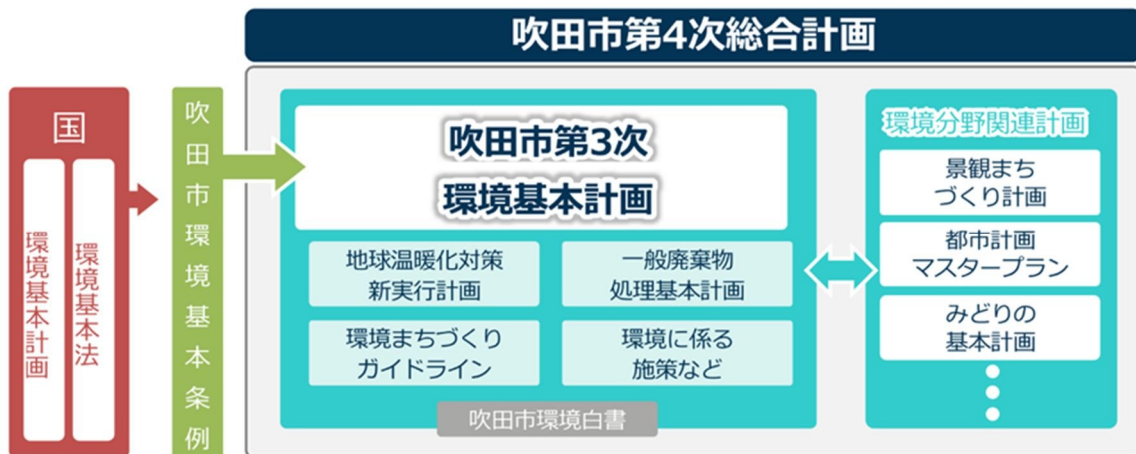 吹田市第4次総合計画
国
環境基本計画
環境基本法
吹田市環境基本条例
吹田市第3次
環境基本計画
地球温暖化対策
新実行計画
一般廃棄物
処理基本計画
環境まちづくり
ガイドライン
環境に係る
施策など
吹田市環境白書
環境分野関連計画
景観まち
づくり計画
都市計画
マスタープラン
みどりの
基本計画